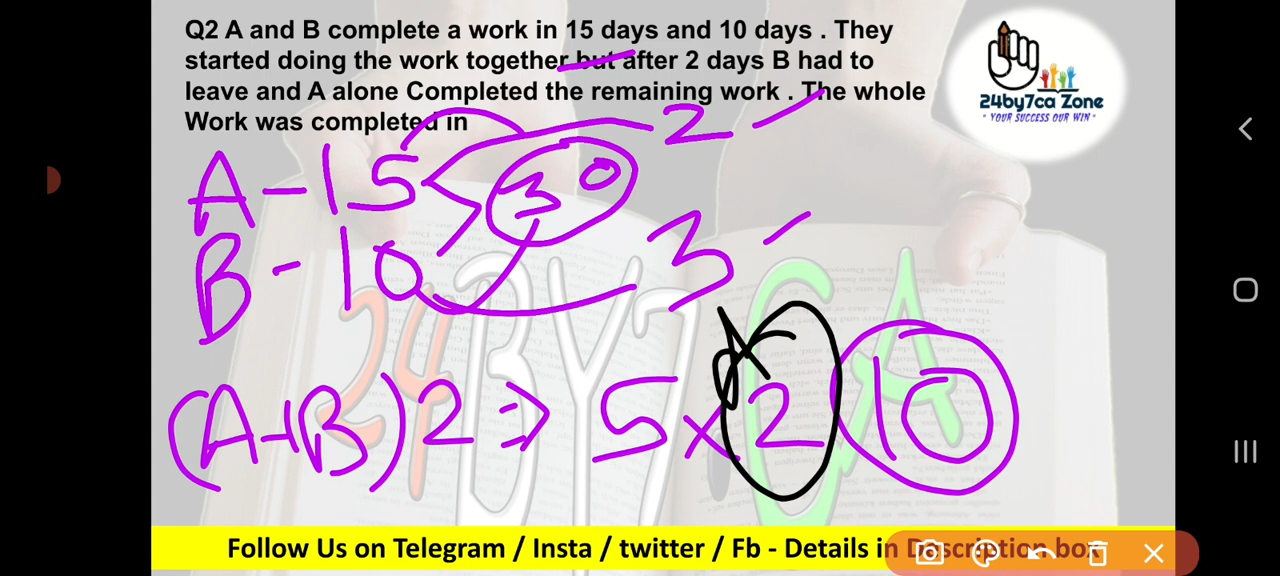 Q2 A and B complete a work in 15 days and 10 days . They
started doing the work together but after 2 days B had to
leave and A alone Completed the remaining work . The whole
Work was completed in
24by7ca Zone
" YOUR SUCCESS OUR WIN "
2
A - 15
30
B - 10
3
(A+B) 2 => 5 x 2 10
24BY7CA
Follow Us on Telegram / Insta / twitter / Fb - Details in Description box